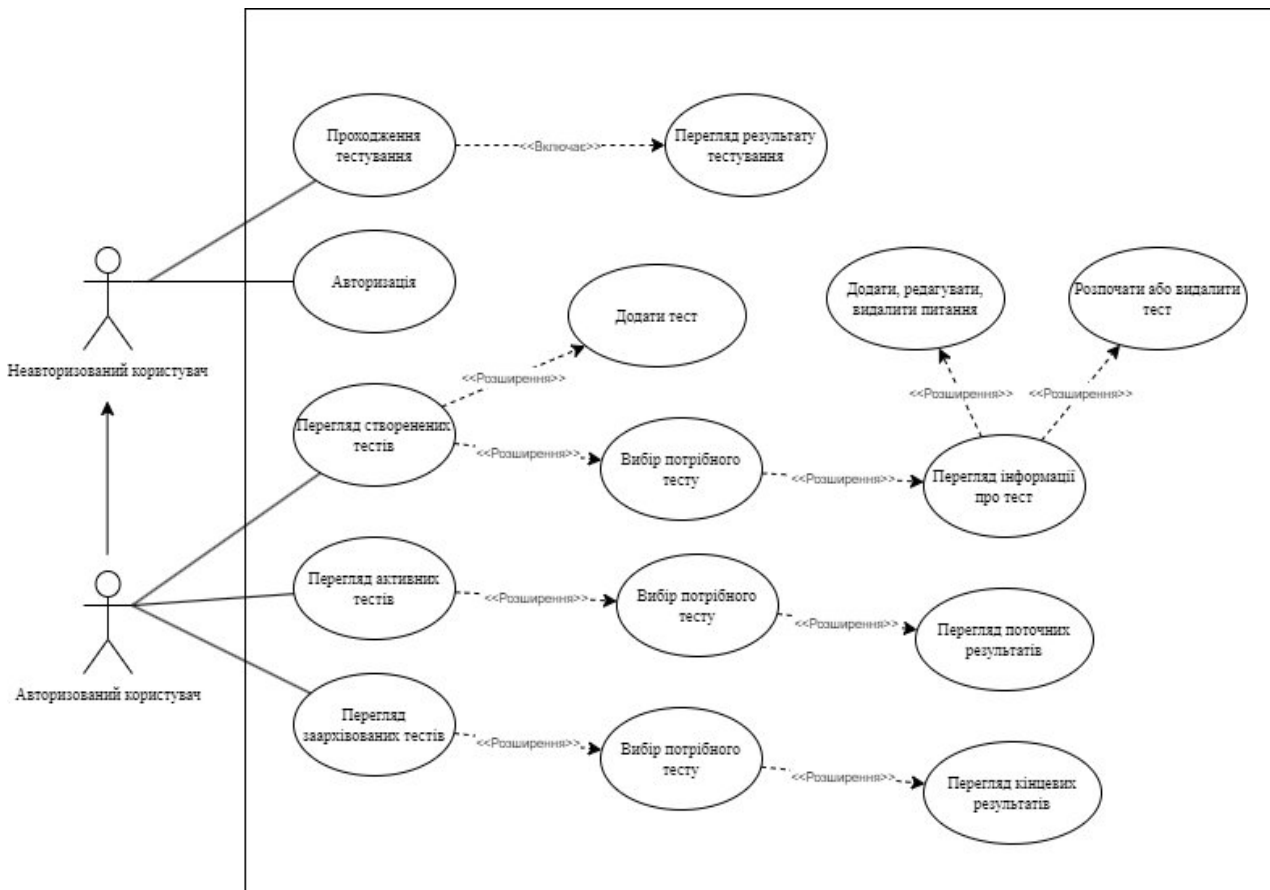 Проходження
тестування
<<Включає>>
Перегляд результату
тестування
Авторизація
Неавторизований користувач
Додати тест
Додати, редагувати,
видалити питання
Розпочати або видалити
тест
<<Розширення>>
<<Розширення>>
<<Розширення>>
Перегляд створенених
тестів
<<Розширення>>
Вибір потрібного
тесту
<<Розширення>>
Перегляд інформації
про тест
Перегляд активних
тестів
<<Розширення>>
Вибір потрібного
тесту
<<Розширення>>
Перегляд поточних
результатів
Авторизований користувач
Перегляд
заархівованих тестів
<<Розширення>>
Вибір потрібного
тесту
<<Розширення>>
Перегляд кінцевих
результатів